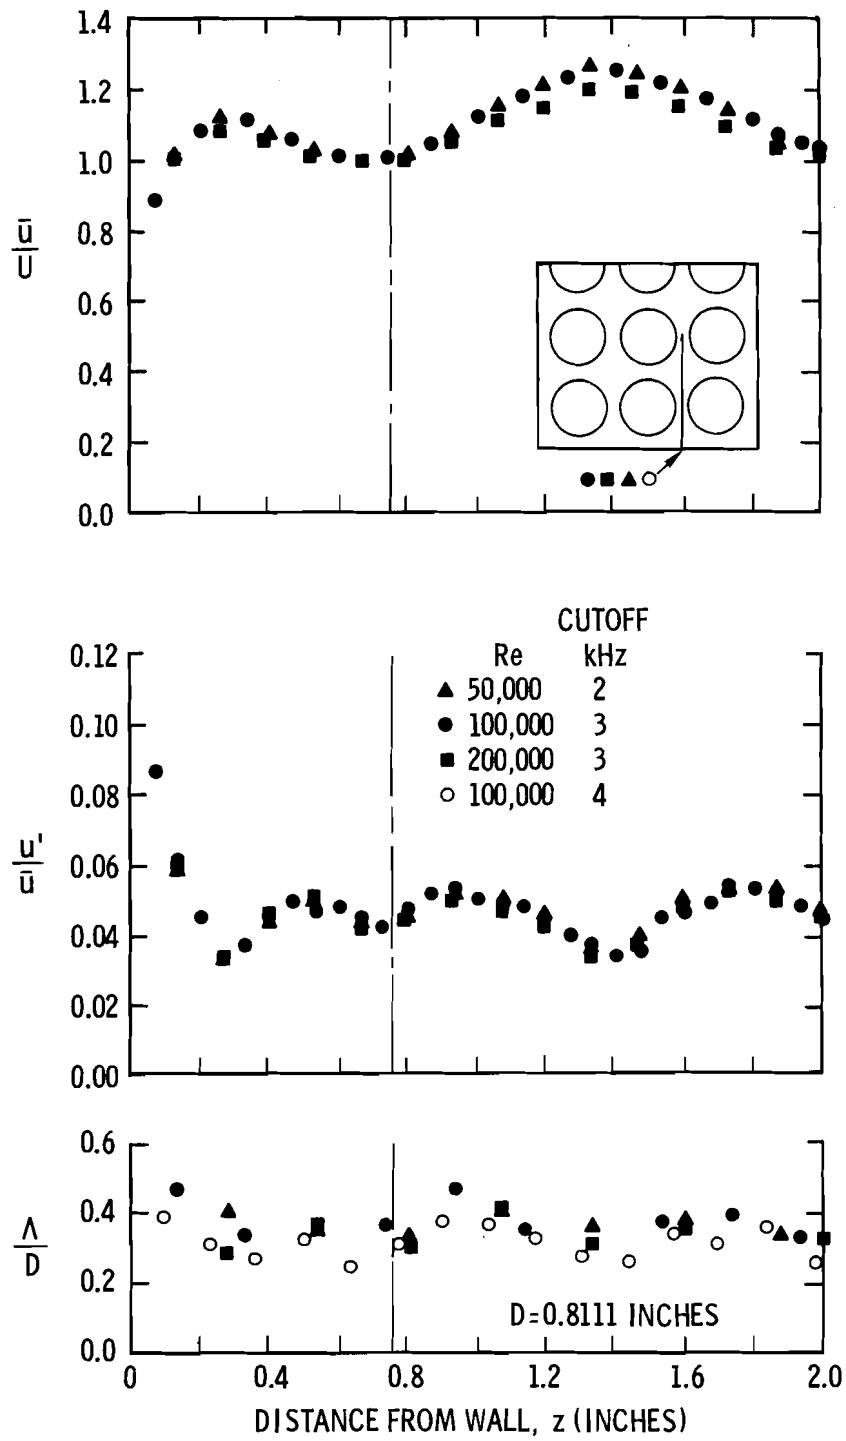 1.4
1.2
1.0
0.8
0.6
0.4
0.2
0.0
u̅
U
CUTOFF
Re kHz
▲ 50,000 2
● 100,000 3
■ 200,000 3
○ 100,000 4
0.12
0.10
0.08
0.06
0.04
0.02
0.00
u'
u̅
0.6
0.4
0.2
0.0
Λ
D
D=0.8111 INCHES
0 0.4 0.8 1.2 1.6 2.0
DISTANCE FROM WALL, z (INCHES)